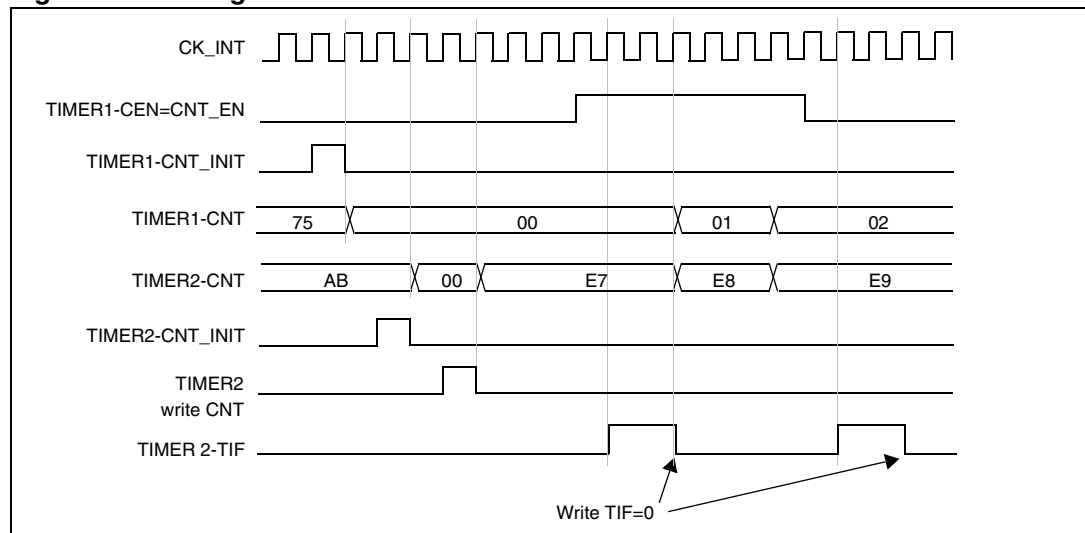 CK_INT
TIMER1-CEN=CNT_EN
TIMER1-CNT_INIT
TIMER1-CNT 75 00 01 02
TIMER2-CNT AB 00 E7 E8 E9
TIMER2-CNT_INIT
TIMER2
write CNT
TIMER 2-TIF
Write TIF=0